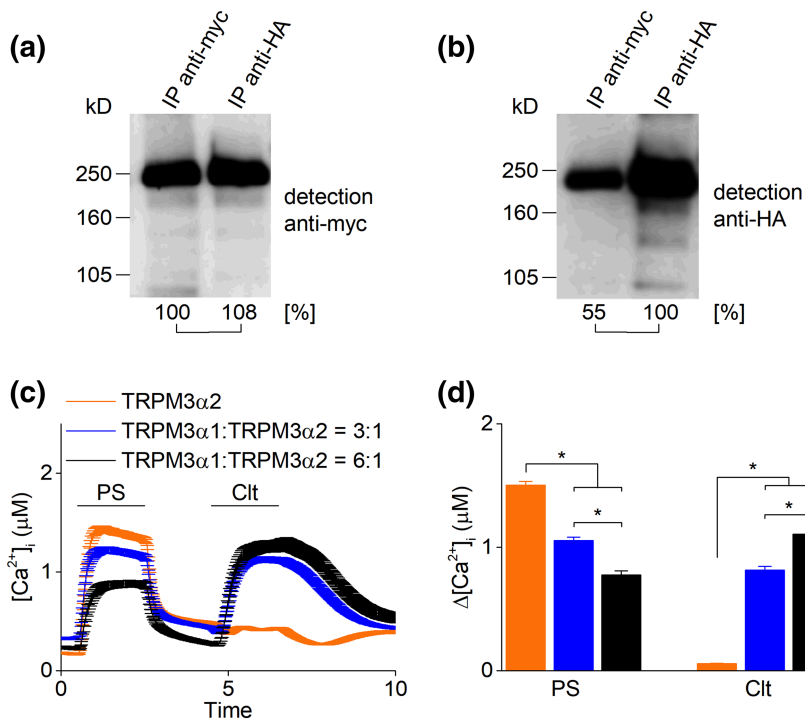 (a)
IP anti-myc
IP anti-HA
kD
250
160
105
detection
anti-myc
100 108 [%]
(b)
IP anti-myc
IP anti-HA
kD
250
160
105
detection
anti-HA
55 100 [%]
(c)
TRPM3α2
TRPM3α1:TRPM3α2 = 3:1
TRPM3α1:TRPM3α2 = 6:1
PS Clt
[Ca2+]i (μM)
2
1
0
0 5 10
Time
(d)
Δ[Ca2+]i (μM)
2
1
0
* * * *
PS Clt